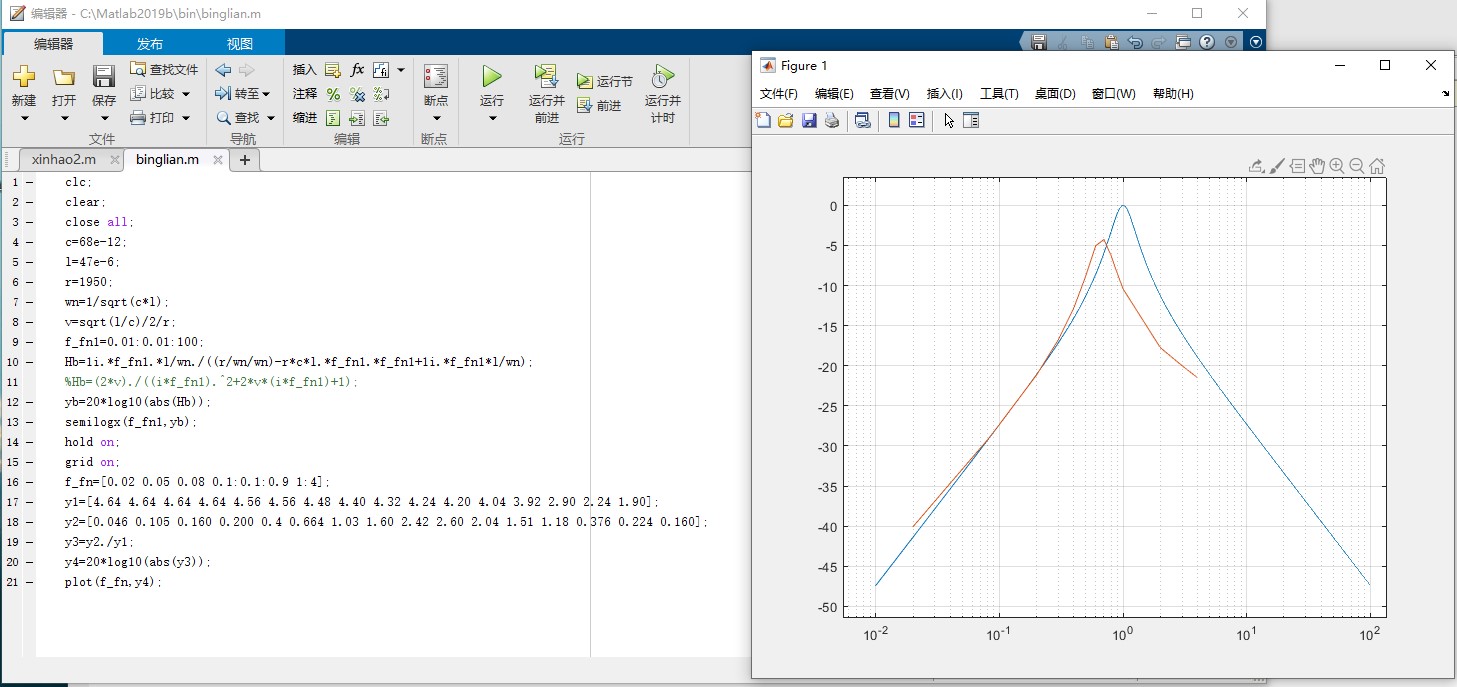 编辑器 - C:\Matlab2019b\bin\binglian.m
编辑器 发布 视图
新建 打开 保存 查找文件 比较 打印 文件
转至 查找 导航
插入 fx 注释 缩进 编辑
断点 断点
运行 运行并前进 运行节 前进 运行并计时 运行
xinhao2.m binglian.m
1 clc;
2 clear;
3 close all;
4 c=68e-12;
5 l=47e-6;
6 r=1950;
7 wn=1/sqrt(c*l);
8 v=sqrt(l/c)/2/r;
9 f_fn1=0.01:0.01:100;
10 Hb=1i.*f_fn1.*l/wn./((r/wn/wn)-r*c*l.*f_fn1.*f_fn1+1i.*f_fn1*l/wn);
11 %Hb=(2*v)./((i*f_fn1).^2+2*v*(i*f_fn1)+1);
12 yb=20*log10(abs(Hb));
13 semilogx(f_fn1,yb);
14 hold on;
15 grid on;
16 f_fn=[0.02 0.05 0.08 0.1:0.1:0.9 1:4];
17 y1=[4.64 4.64 4.64 4.64 4.56 4.56 4.48 4.40 4.32 4.24 4.20 4.04 3.92 2.90 2.24 1.90];
18 y2=[0.046 0.105 0.160 0.200 0.4 0.664 1.03 1.60 2.42 2.60 2.04 1.51 1.18 0.376 0.224 0.160];
19 y3=y2./y1;
20 y4=20*log10(abs(y3));
21 plot(f_fn,y4);
Figure 1
文件(F) 编辑(E) 查看(V) 插入(I) 工具(T) 桌面(D) 窗口(W) 帮助(H)
0
-5
-10
-15
-20
-25
-30
-35
-40
-45
-50
10-2 10-1 100 101 102